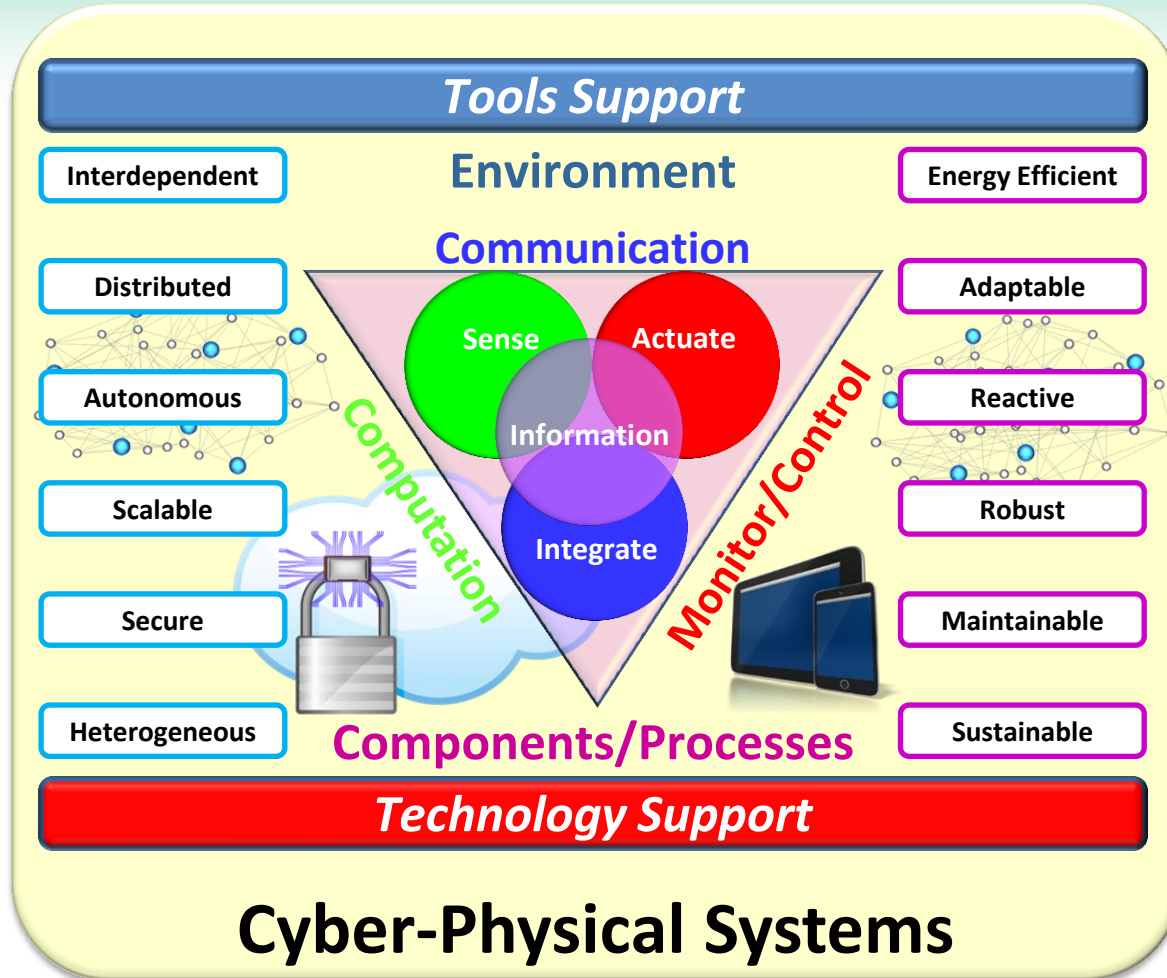 Tools Support
Interdependent
Environment
Energy Efficient
Communication
Distributed
Adaptable
Sense
Actuate
Autonomous
Reactive
Computation
Information
Monitor/Control
Scalable
Robust
Integrate
Secure
Maintainable
Heterogeneous
Components/Processes
Sustainable
Technology Support
Cyber-Physical Systems